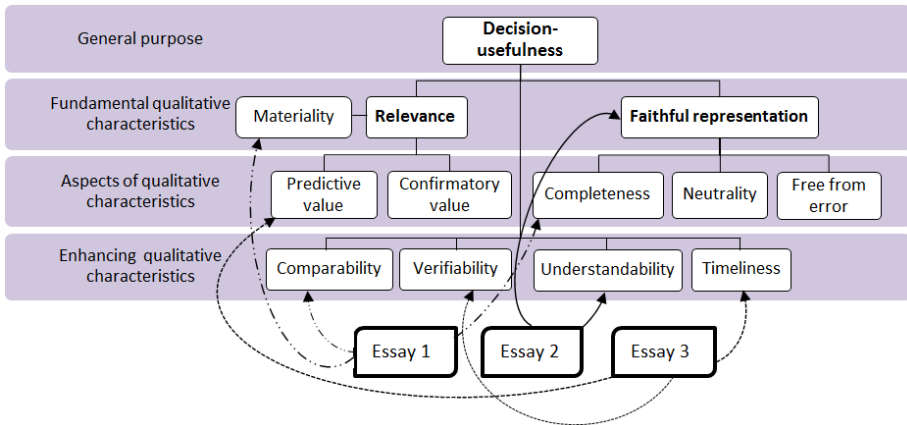 General purpose
Decision-
usefulness
Fundamental qualitative
characteristics
Materiality
Relevance
Faithful representation
Aspects of qualitative
characteristics
Predictive
value
Confirmatory
value
Completeness
Neutrality
Free from
error
Enhancing qualitative
characteristics
Comparability
Verifiability
Understandability
Timeliness
Essay 1
Essay 2
Essay 3